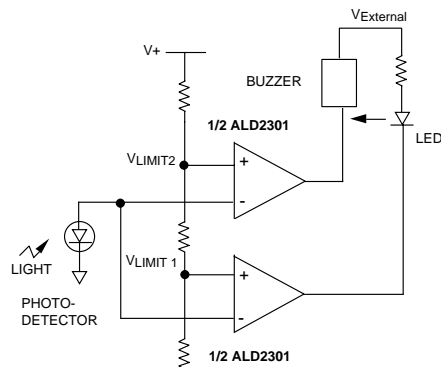 VExternal
V+
BUZZER
1/2 ALD2301
LED
VLIMIT2
+
-
VLIMIT 1
LIGHT
+
PHOTO-
DETECTOR
-
1/2 ALD2301